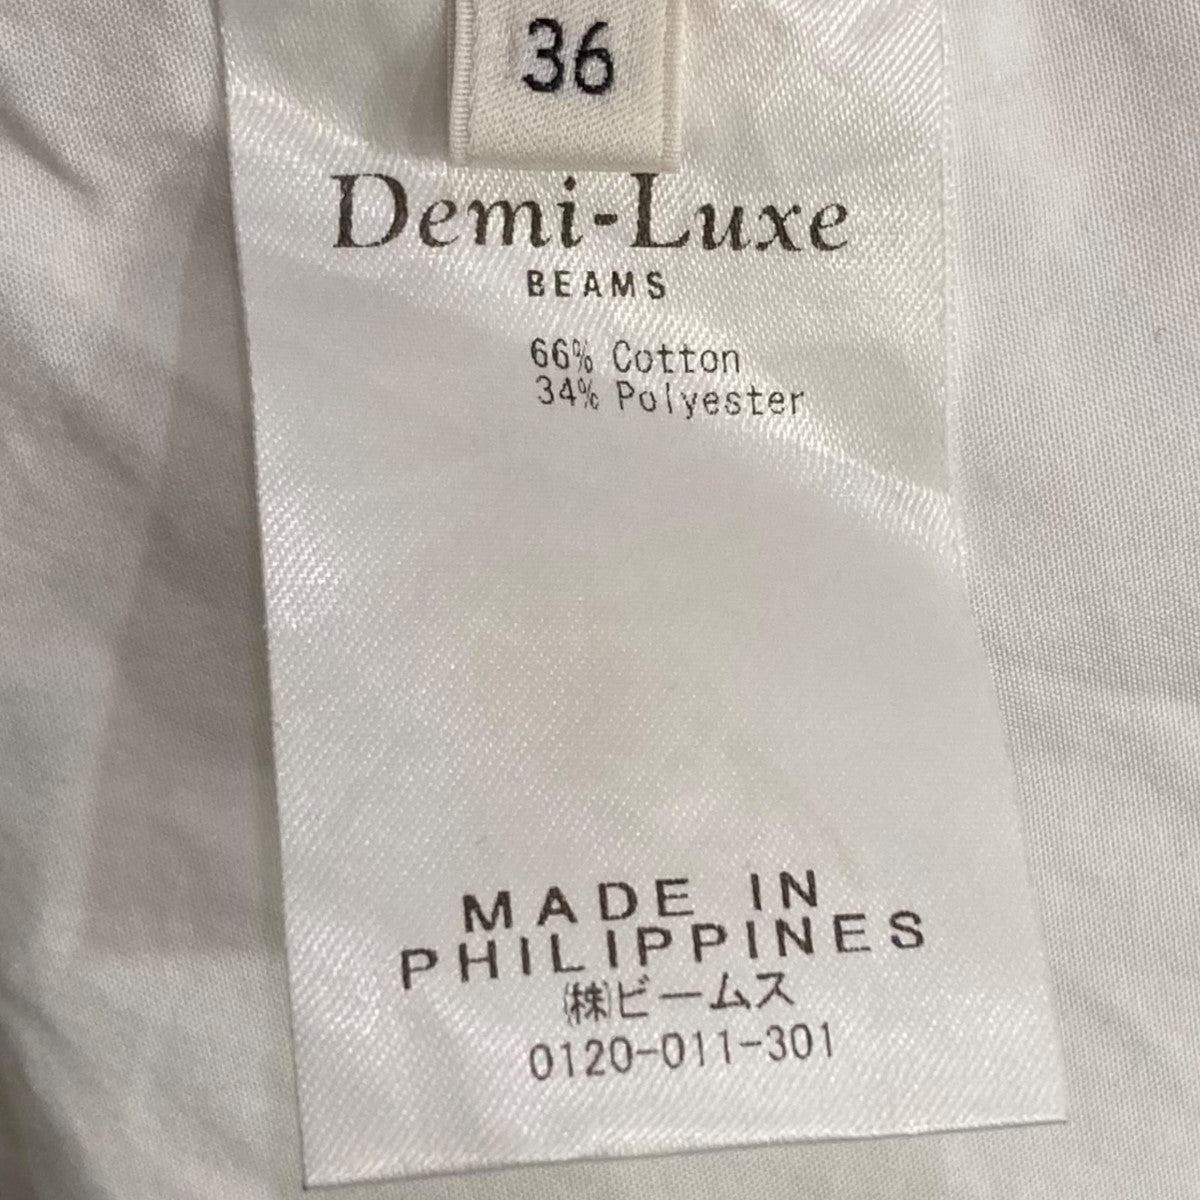 36
Demi-Luxe
BEAMS
66% Cotton
34% Polyester
MADE IN
PHILIPPINES
㈱ビームス
0120-011-301